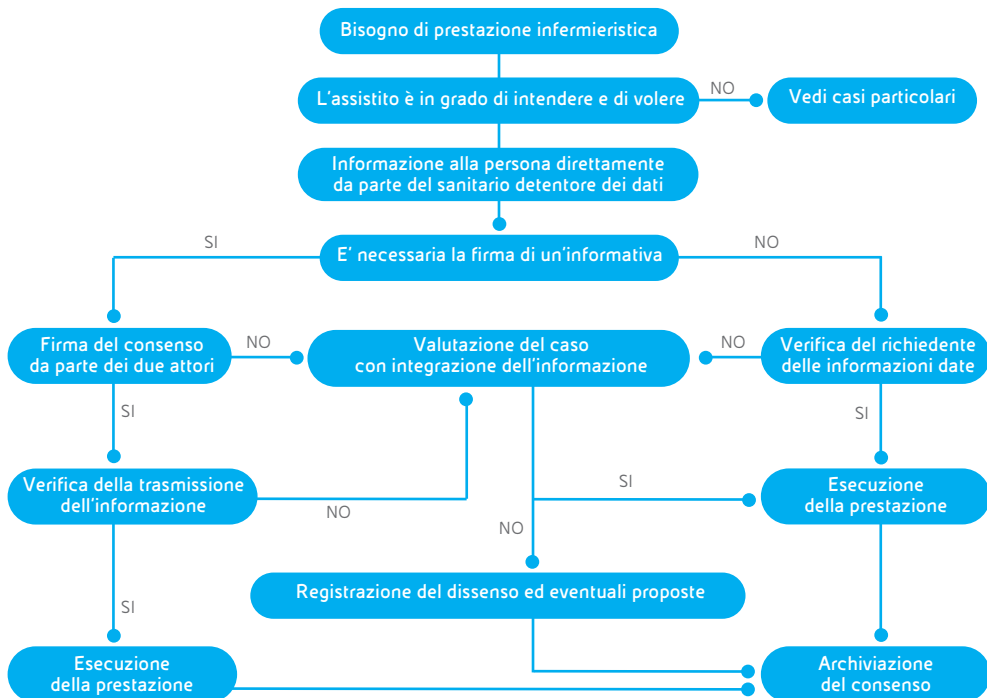 Bisogno di prestazione infermieristica
L'assistito è in grado di intendere e di volere
NO
Vedi casi particolari
Informazione alla persona direttamente
da parte del sanitario detentore dei dati
SI
E' necessaria la firma di un'informativa
NO
Firma del consenso
da parte dei due attori
NO
Valutazione del caso
con integrazione dell'informazione
NO
Verifica del richiedente
delle informazioni date
SI
SI
Verifica della trasmissione
dell'informazione
NO
SI
Esecuzione
della prestazione
NO
SI
Registrazione del dissenso ed eventuali proposte
Esecuzione
della prestazione
Archiviazione
del consenso